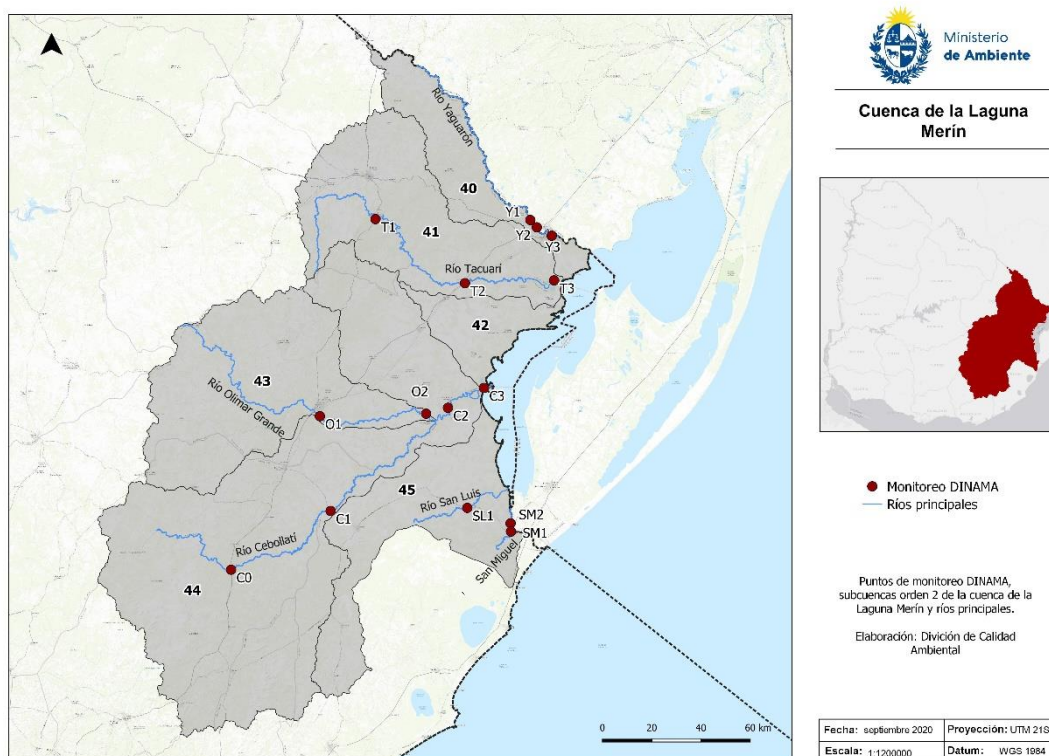 Ministerio
de Ambiente
Cuenca de la Laguna
Merín
Río Yaguarón
40
Y1
Y2
Y3
T1
41
Río Tacuarí
T2
T3
42
43
Río Olimar Grande
O1
O2
C2
C3
45
Río San Luis
SL1
SM2
SM1
San Miguel
C1
Río Cebollatí
C0
44
0 20 40 60 km
Monitoreo DINAMA
Ríos principales
Puntos de monitoreo DINAMA,
subcuencas orden 2 de la cuenca de la
Laguna Merín y ríos principales.
Elaboración: División de Calidad
Ambiental
Fecha: septiembre 2020 Proyección: UTM 21S
Escala: 1:1200000 Datum: WGS 1984